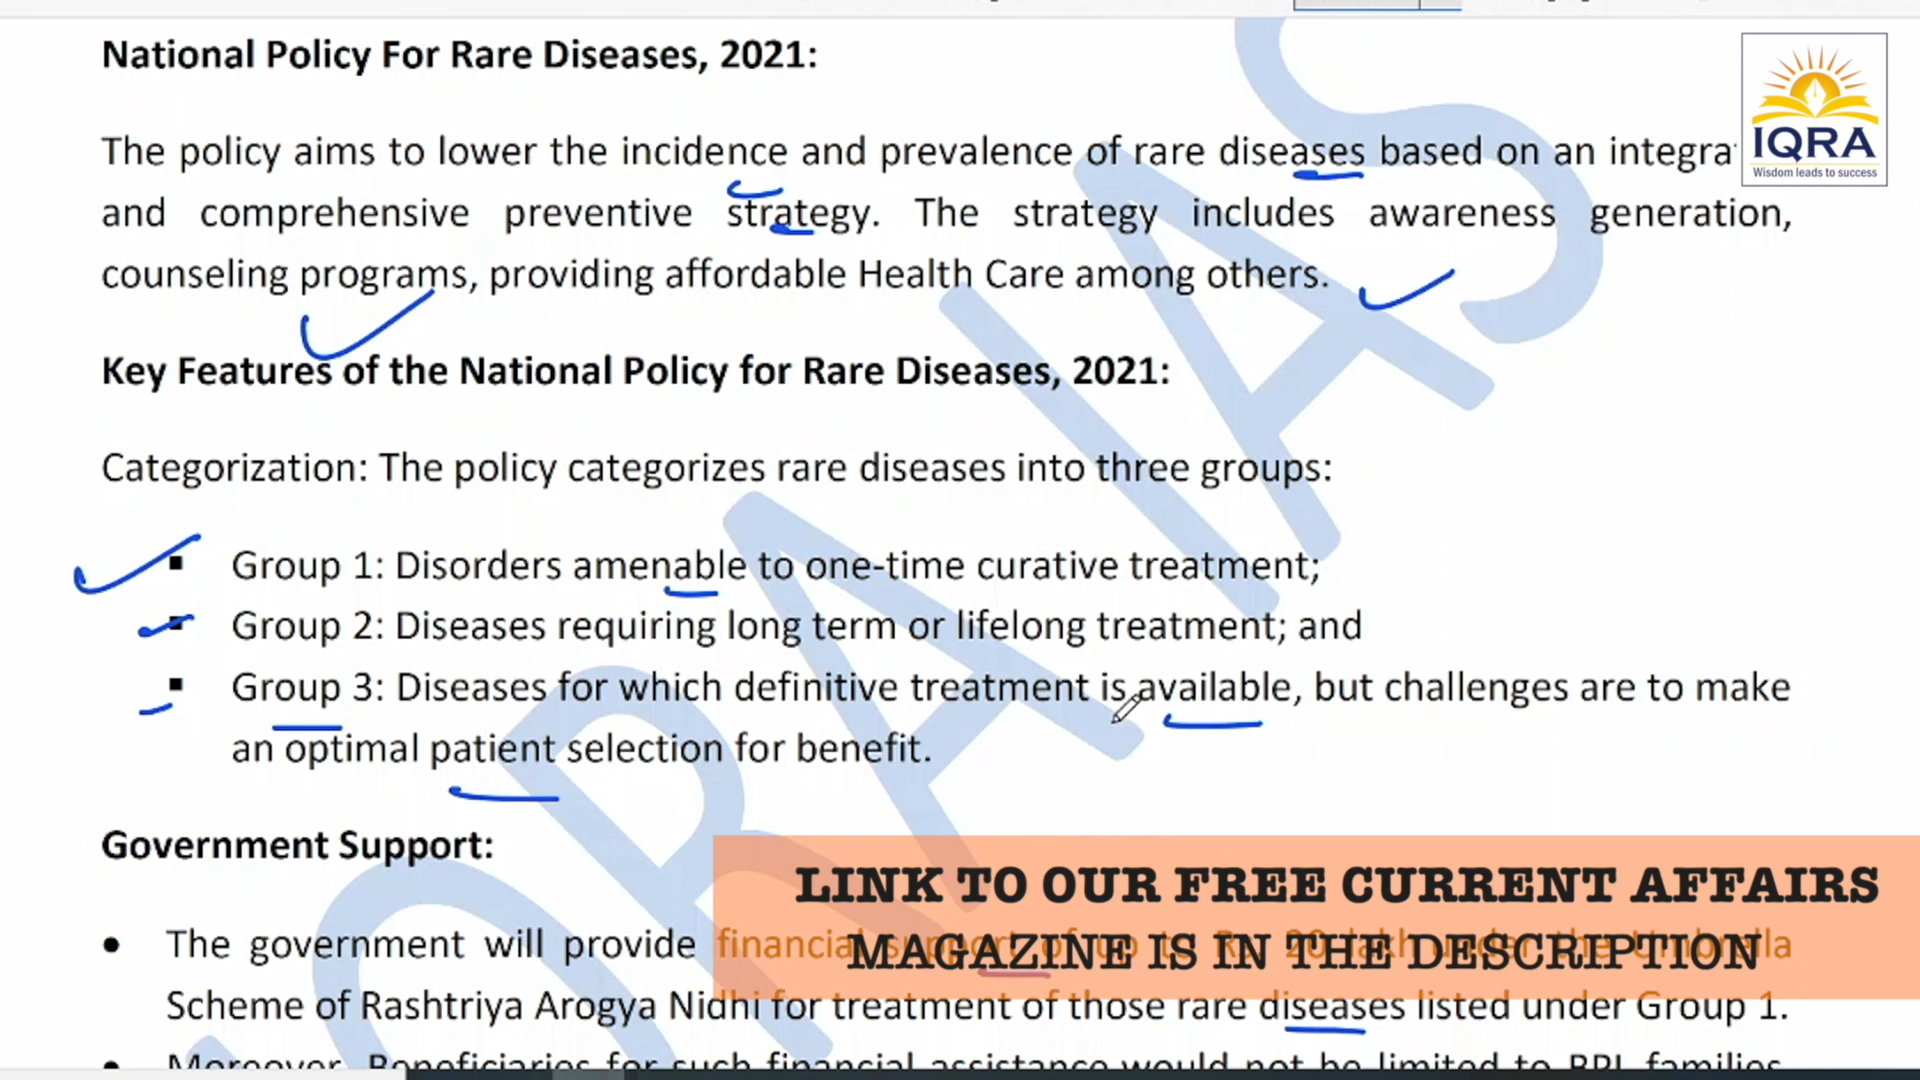 National Policy For Rare Diseases, 2021:
IQRA
Wisdom leads to success
The policy aims to lower the incidence and prevalence of rare diseases based on an integra
and comprehensive preventive strategy. The strategy includes awareness generation,
counseling programs, providing affordable Health Care among others.
Key Features of the National Policy for Rare Diseases, 2021:
Categorization: The policy categorizes rare diseases into three groups:
Group 1: Disorders amenable to one-time curative treatment;
Group 2: Diseases requiring long term or lifelong treatment; and
Group 3: Diseases for which definitive treatment is available, but challenges are to make
an optimal patient selection for benefit.
Government Support:
LINK TO OUR FREE CURRENT AFFAIRS
MAGAZINE IS IN THE DESCRIPTION
The government will provide financial support of up to Rs 20 lakh under the Umbrella
Scheme of Rashtriya Arogya Nidhi for treatment of those rare diseases listed under Group 1.
Moreover, Beneficiaries for such financial assistance would not be limited to BPL families,
IQRA IAS